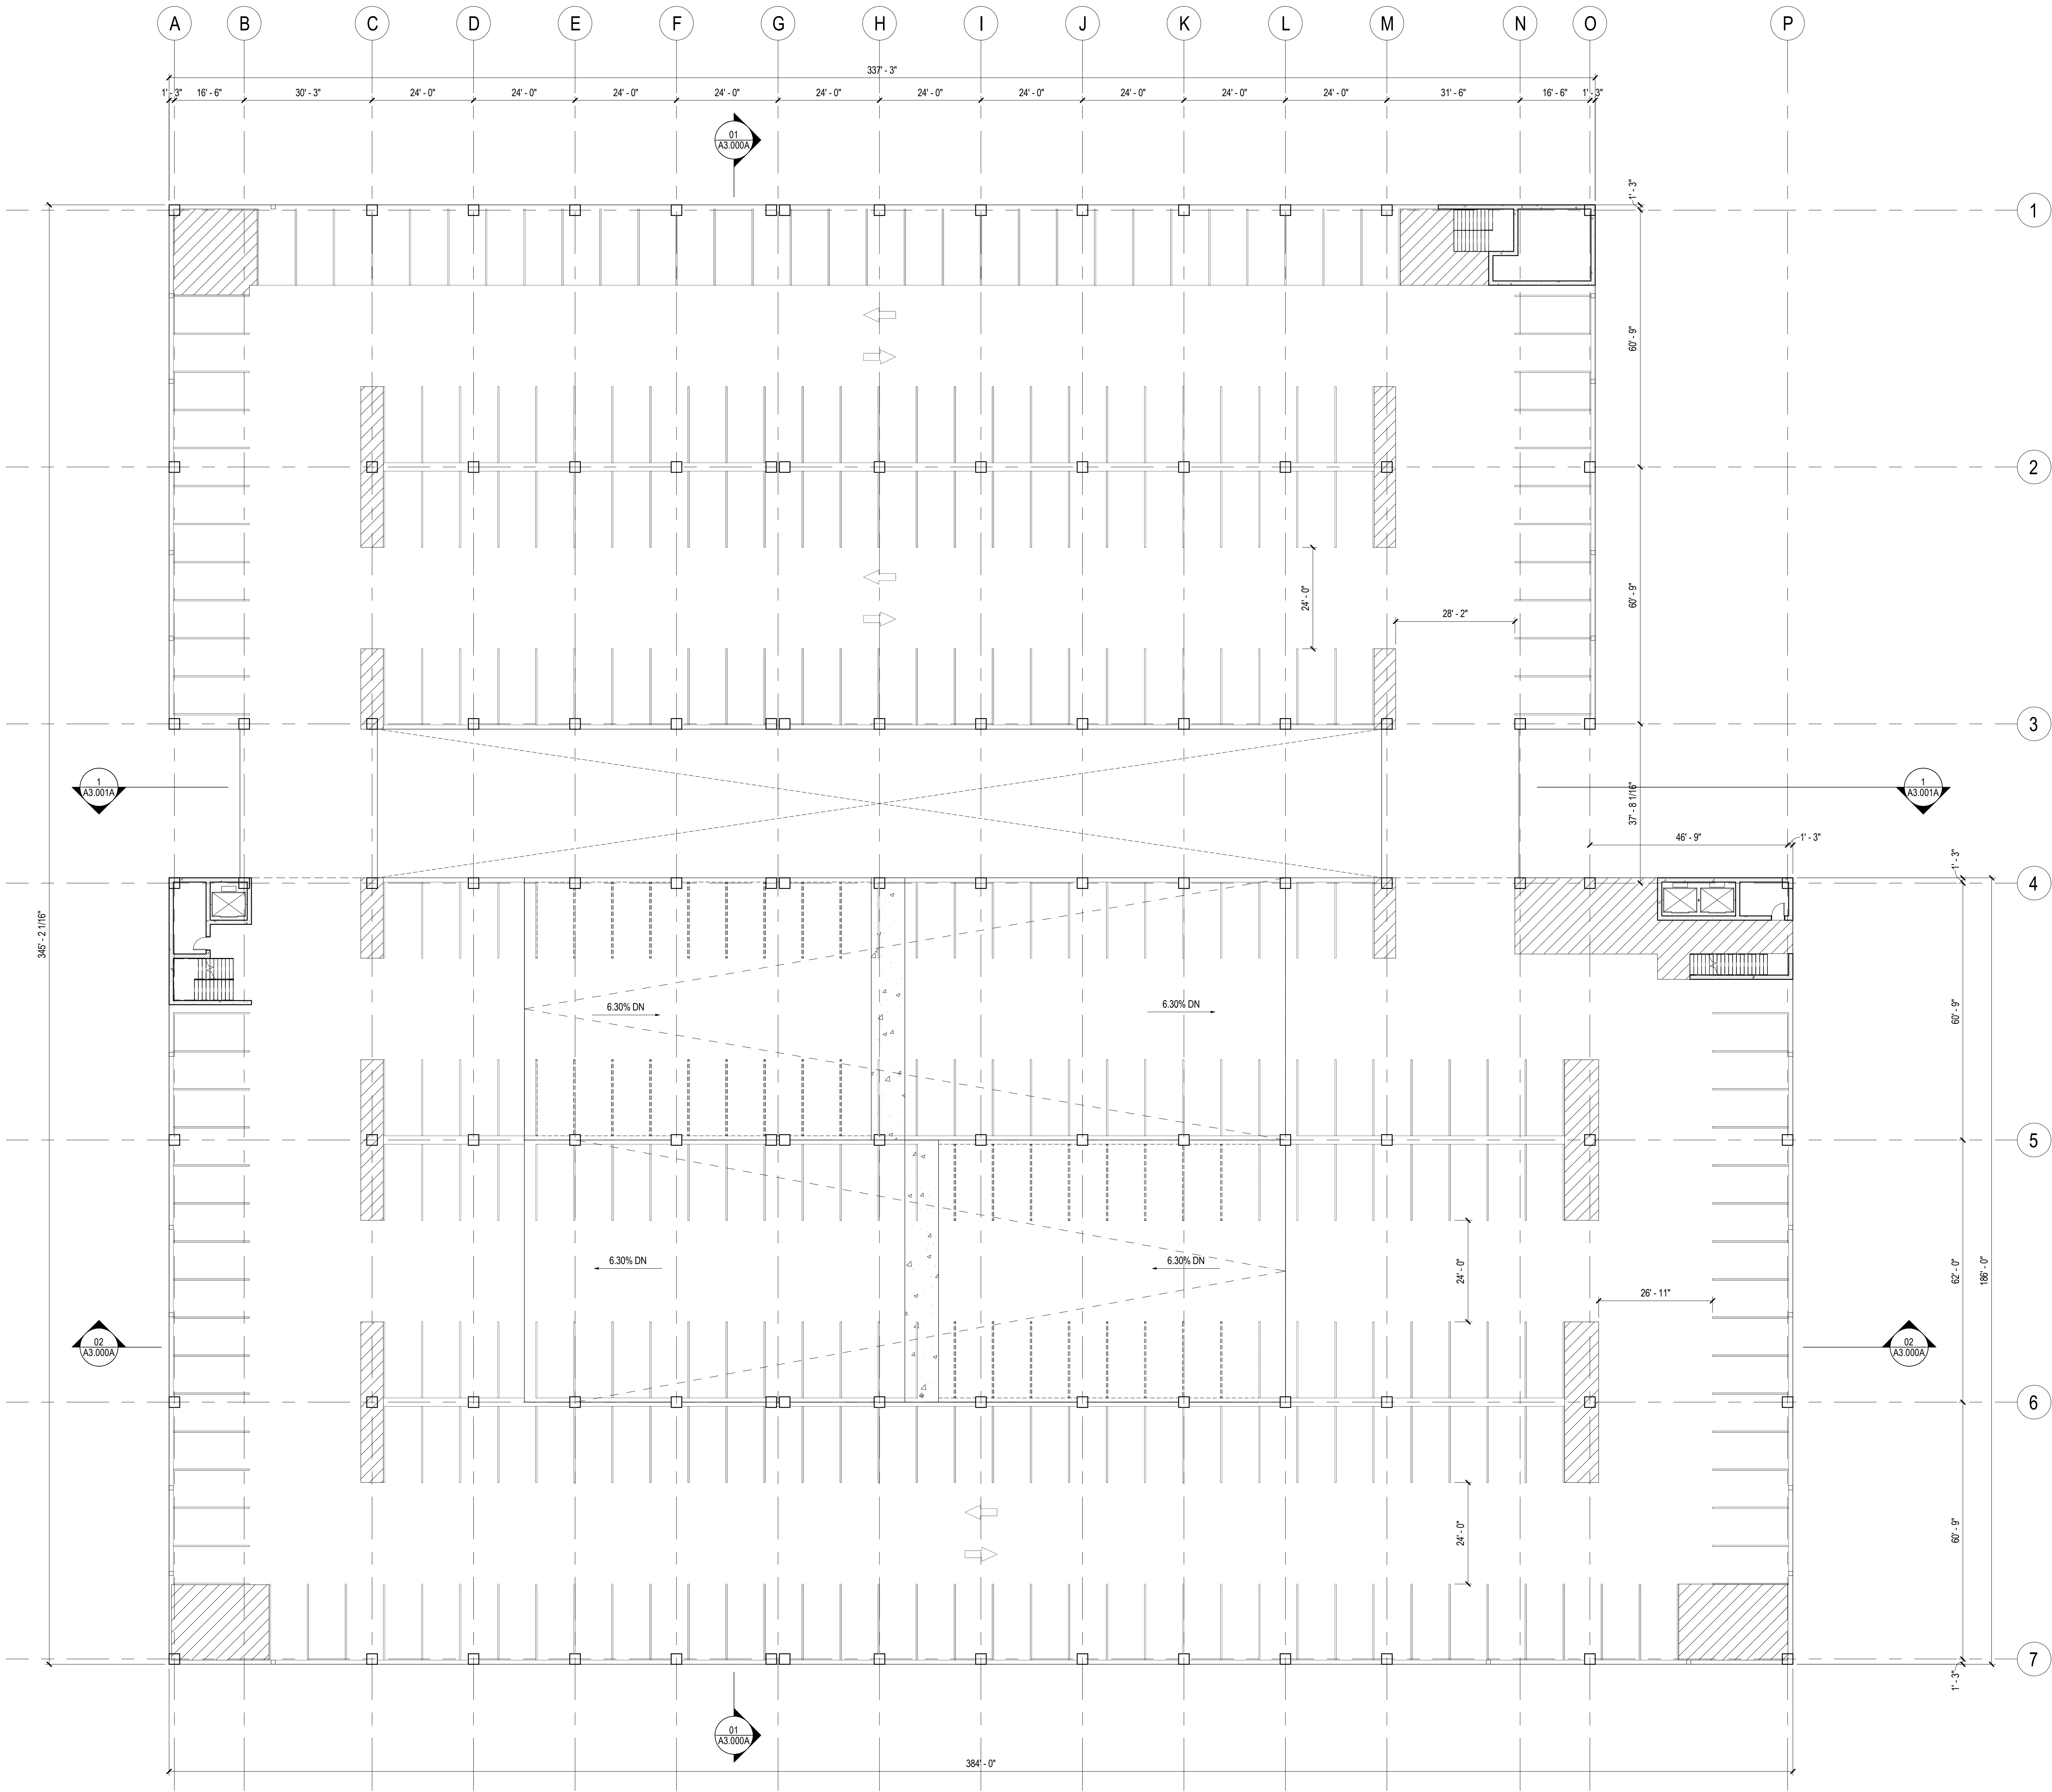 A B C D E F G H I J K L M N O P
337' - 3"
1' - 3" 16' - 6" 30' - 3" 24' - 0" 24' - 0" 24' - 0" 24' - 0" 24' - 0" 24' - 0" 24' - 0" 24' - 0" 24' - 0" 24' - 0" 31' - 6" 16' - 6" 1' - 3"
01
A3.000A
1' - 3"
1
60' - 9"
2
24' - 0"
60' - 9"
28' - 2"
3
1
A3.001A
37' - 8 1/16"
1
A3.001A
46' - 9"
1' - 3"
1' - 3"
4
345' - 2 1/16"
6.30% DN
6.30% DN
60' - 9"
5
6.30% DN
6.30% DN
24' - 0"
62' - 0"
186' - 0"
26' - 11"
02
A3.000A
02
A3.000A
6
24' - 0"
60' - 9"
7
1' - 3"
01
A3.000A
384' - 0"